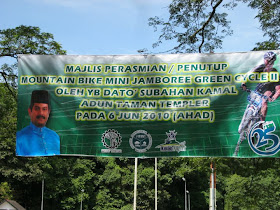 MAJLIS PERASMIAN / PENUTUP
MOUNTAIN BIKE MINI JAMBOREE GREEN CYCLE II
OLEH YB DATO' SUBAHAN KAMAL
ADUN TAMAN TEMPLER
PADA 6 JUN 2010 (AHAD)
25